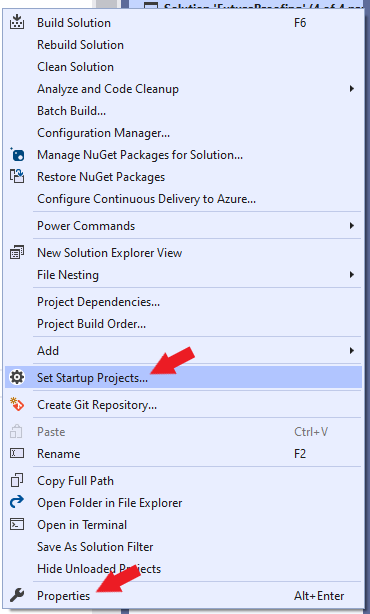 Solution 'FutureProofing' (4 of 4
Build Solution F6
Rebuild Solution
Clean Solution
Analyze and Code Cleanup
Batch Build...
Configuration Manager...
Manage NuGet Packages for Solution...
Restore NuGet Packages
Configure Continuous Delivery to Azure...
Power Commands
New Solution Explorer View
File Nesting
Project Dependencies...
Project Build Order...
Add
Set Startup Projects...
Create Git Repository...
Paste Ctrl+V
Rename F2
Copy Full Path
Open Folder in File Explorer
Open in Terminal
Save As Solution Filter
Hide Unloaded Projects
Properties Alt+Enter